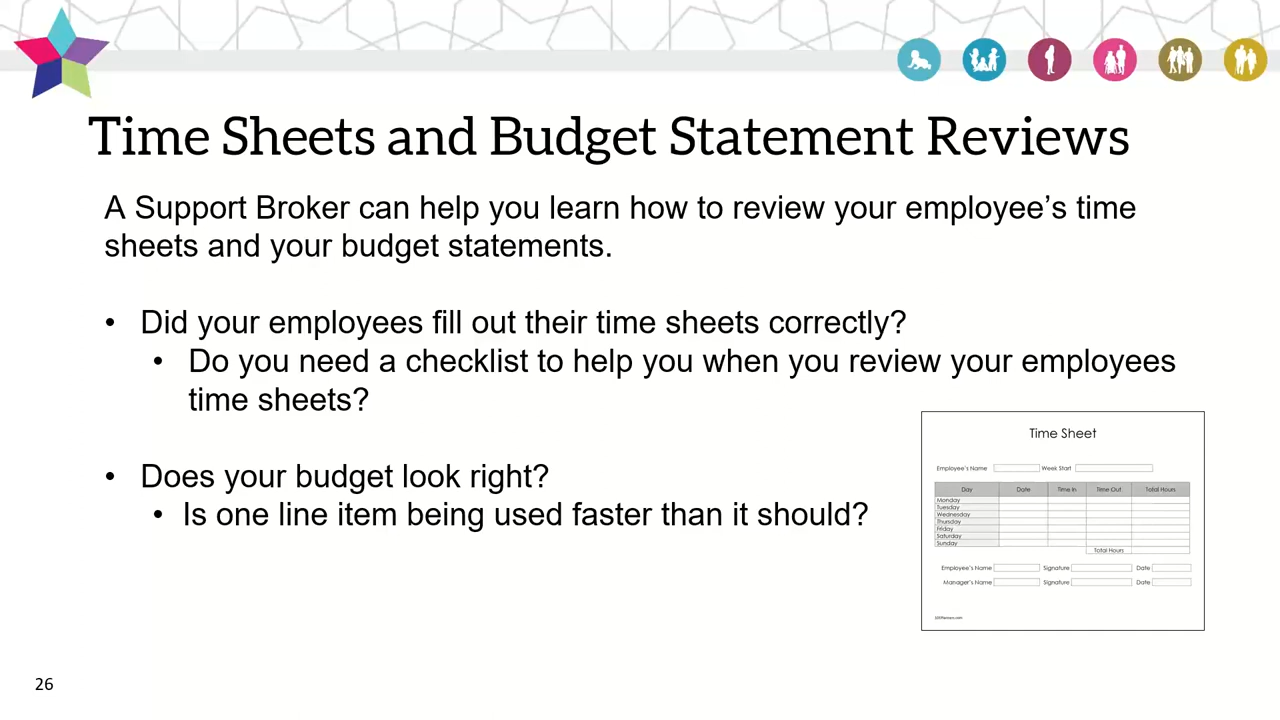 Time Sheets and Budget Statement Reviews
A Support Broker can help you learn how to review your employee’s time
sheets and your budget statements.
• Did your employees fill out their time sheets correctly?
• Do you need a checklist to help you when you review your employees
time sheets?
• Does your budget look right?
• Is one line item being used faster than it should?
Time Sheet
Employee's Name Week Start
Day Date Time In Time Out Total Hours
Monday
Tuesday
Wednesday
Thursday
Friday
Saturday
Sunday
Total Hours
Employee's Name Signature Date
Manager's Name Signature Date
26